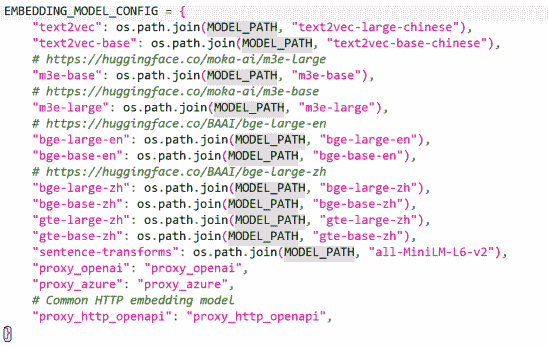 EMBEDDING_MODEL_CONFIG = {
    "text2vec": os.path.join(MODEL_PATH, "text2vec-large-chinese"),
    "text2vec-base": os.path.join(MODEL_PATH, "text2vec-base-chinese"),
    # https://huggingface.co/moka-ai/m3e-large
    "m3e-base": os.path.join(MODEL_PATH, "m3e-base"),
    # https://huggingface.co/moka-ai/m3e-base
    "m3e-large": os.path.join(MODEL_PATH, "m3e-large"),
    # https://huggingface.co/BAAI/bge-large-en
    "bge-large-en": os.path.join(MODEL_PATH, "bge-large-en"),
    "bge-base-en": os.path.join(MODEL_PATH, "bge-base-en"),
    # https://huggingface.co/BAAI/bge-large-zh
    "bge-large-zh": os.path.join(MODEL_PATH, "bge-large-zh"),
    "bge-base-zh": os.path.join(MODEL_PATH, "bge-base-zh"),
    "gte-large-zh": os.path.join(MODEL_PATH, "gte-large-zh"),
    "gte-base-zh": os.path.join(MODEL_PATH, "gte-base-zh"),
    "sentence-transforms": os.path.join(MODEL_PATH, "all-MiniLM-L6-v2"),
    "proxy_openai": "proxy_openai",
    "proxy_azure": "proxy_azure",
    # Common HTTP embedding model
    "proxy_http_openapi": "proxy_http_openapi",
}